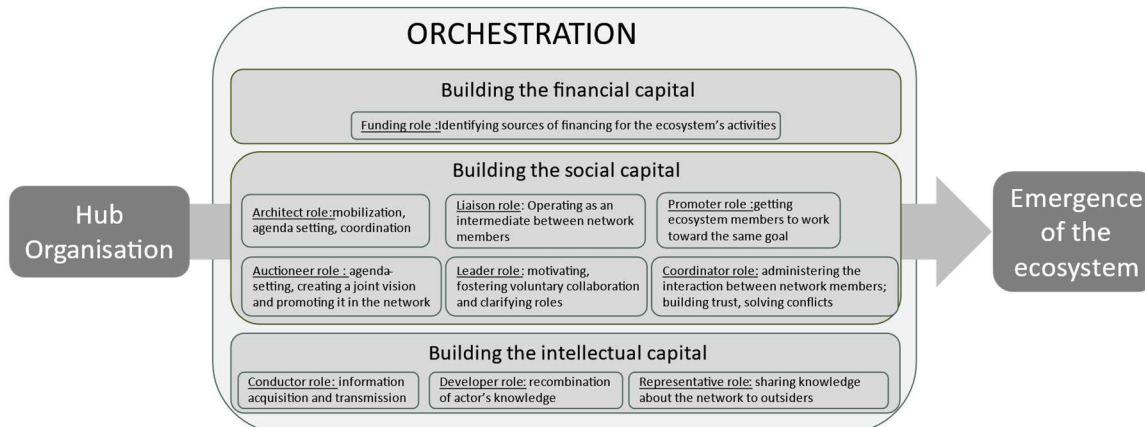 ORCHESTRATION
Building the financial capital
Funding role :Identifying sources of financing for the ecosystem's activities
Building the social capital
Architect role:mobilization,
agenda setting, coordination
Liaison role: Operating as an
intermediate between network
members
Promoter role :getting
ecosystem members to work
toward the same goal
Auctioneer role : agenda-
setting, creating a joint vision
and promoting it in the network
Leader role: motivating,
fostering voluntary collaboration
and clarifying roles
Coordinator role: administering the
interaction between network members;
building trust, solving conflicts
Building the intellectual capital
Conductor role: information
acquisition and transmission
Developer role: recombination
of actor's knowledge
Representative role: sharing knowledge
about the network to outsiders
Hub
Organisation
Emergence
of the
ecosystem